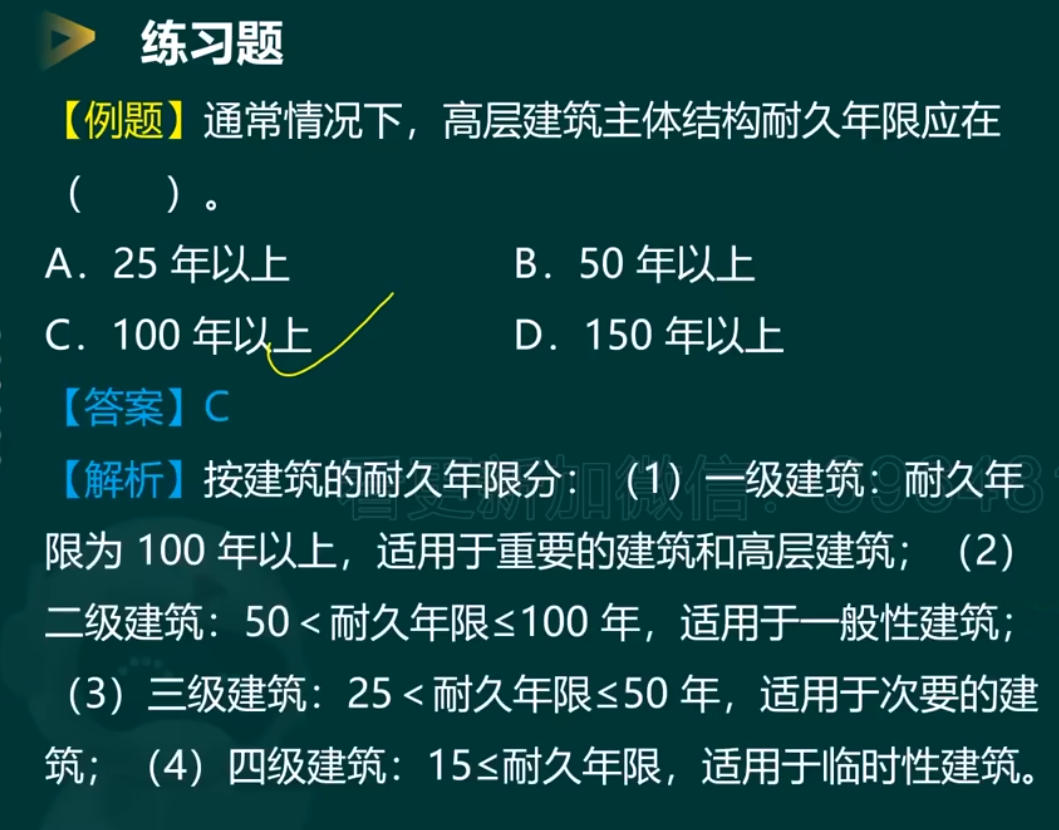 练习题
【例题】通常情况下，高层建筑主体结构耐久年限应在
（  ）。
A．25 年以上 B．50 年以上
C．100 年以上 D．150 年以上
【答案】C
【解析】按建筑的耐久年限分：（1）一级建筑：耐久年
限为 100 年以上，适用于重要的建筑和高层建筑；（2）
二级建筑：50＜耐久年限≤100 年，适用于一般性建筑；
（3）三级建筑：25＜耐久年限≤50 年，适用于次要的建
筑；（4）四级建筑：15≤耐久年限，适用于临时性建筑。